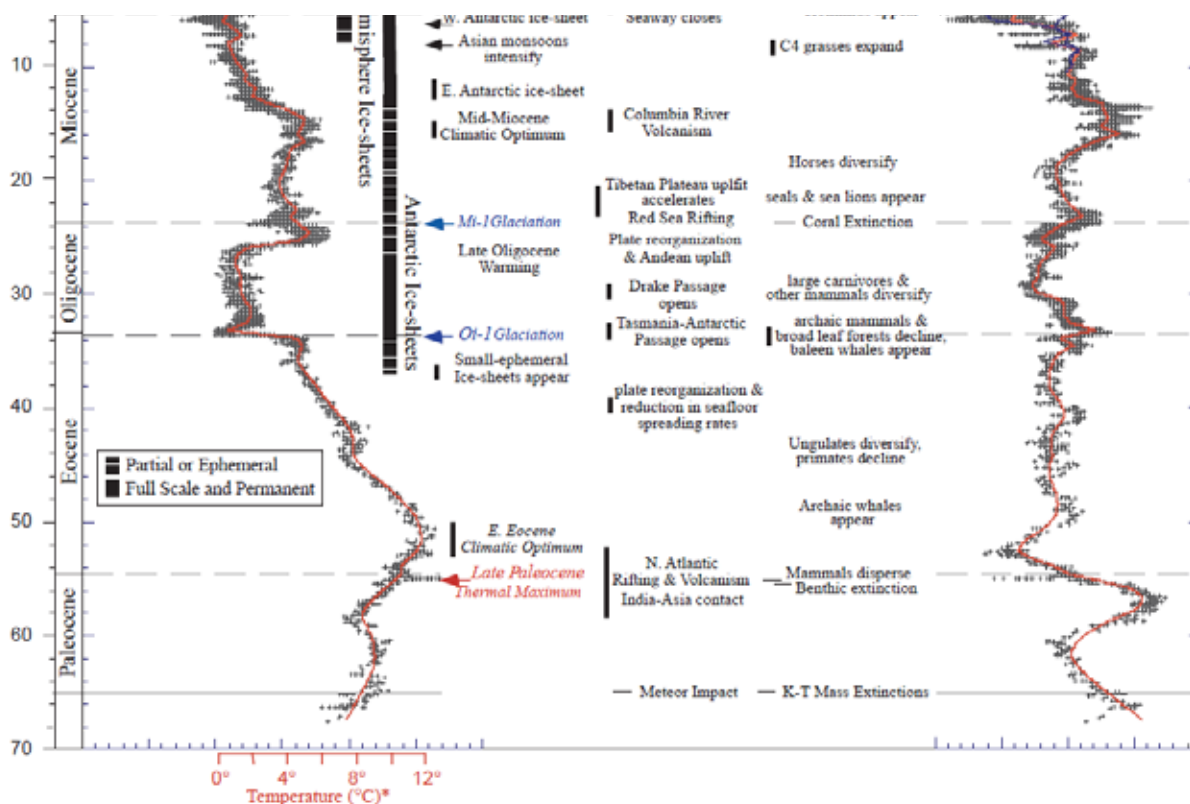 W. Antarctic ice-sheet
Seaway closes
Asian monsoons
intensify
C4 grasses expand
10
E. Antarctic ice-sheet
Mid-Miocene
Climatic Optimum
Columbia River
Volcanism
Miocene
misphere Ice-sheets
Horses diversify
20
Tibetan Plateau uplfit
accelerates
Red Sea Rifting
seals & sea lions appear
Mi-1Glaciation
Coral Extinction
Antarctic Ice-sheets
Late Oligocene
Warming
Plate reorganization
& Andean uplift
Oligocene
30
Drake Passage
opens
large carnivores &
other mammals diversify
Oi-1Glaciation
Tasmania-Antarctic
Passage opens
archaic mammals &
broad leaf forests decline,
baleen whales appear
Small-ephemeral
Ice-sheets appear
40
plate reorganization &
reduction in seafloor
spreading rates
Eocene
Partial or Ephemeral
Full Scale and Permanent
Ungulates diversify,
primates decline
50
E. Eocene
Climatic Optimum
Archaic whales
appear
Late Paleocene
Thermal Maximum
N. Atlantic
Rifting & Volcanism
India-Asia contact
Mammals disperse
Benthic extinction
Paleocene
60
Meteor Impact
K-T Mass Extinctions
70
0° 4° 8° 12°
Temperature (°C)*